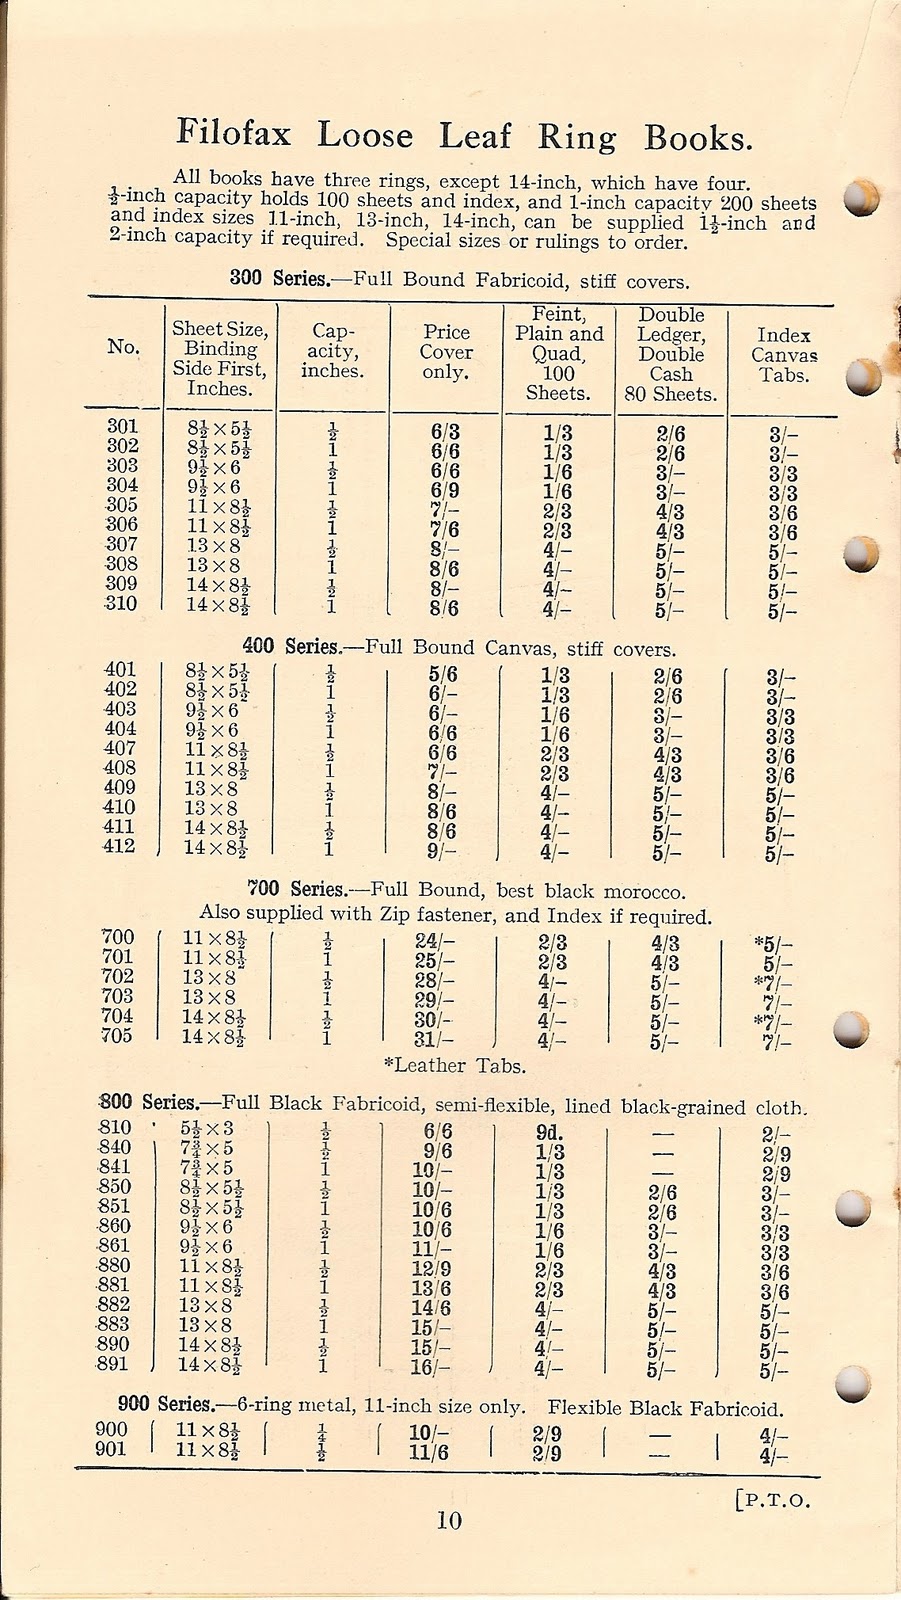 Filofax Loose Leaf Ring Books.
All books have three rings, except 14-inch, which have four.
½-inch capacity holds 100 sheets and index, and 1-inch capacity 200 sheets
and index sizes 11-inch, 13-inch, 14-inch, can be supplied 1½-inch and
2-inch capacity if required. Special sizes or rulings to order.
300 Series.—Full Bound Fabricoid, stiff covers.
No. Sheet Size, Binding Side First, Inches. Cap-acity, inches. Price Cover only. Feint, Plain and Quad, 100 Sheets. Double Ledger, Double Cash 80 Sheets. Index Canvas Tabs.
301 8½×5½ ½ 6/3 1/3 2/6 3/–
302 8½×5½ 1 6/6 1/3 2/6 3/–
303 9½×6 ½ 6/6 1/6 3/– 3/3
304 9½×6 1 6/9 1/6 3/– 3/3
305 11×8½ ½ 7/– 2/3 4/3 3/6
306 11×8½ 1 7/6 2/3 4/3 3/6
307 13×8 ½ 8/– 4/– 5/– 5/–
308 13×8 1 8/6 4/– 5/– 5/–
309 14×8½ ½ 8/– 4/– 5/– 5/–
310 14×8½ 1 8/6 4/– 5/– 5/–
400 Series.—Full Bound Canvas, stiff covers.
401 8½×5½ ½ 5/6 1/3 2/6 3/–
402 8½×5½ 1 6/– 1/3 2/6 3/–
403 9½×6 ½ 6/– 1/6 3/– 3/3
404 9½×6 1 6/6 1/6 3/– 3/3
407 11×8½ ½ 6/6 2/3 4/3 3/6
408 11×8½ 1 7/– 2/3 4/3 3/6
409 13×8 ½ 8/– 4/– 5/– 5/–
410 13×8 1 8/6 4/– 5/– 5/–
411 14×8½ ½ 8/6 4/– 5/– 5/–
412 14×8½ 1 9/– 4/– 5/– 5/–
700 Series.—Full Bound, best black morocco.
Also supplied with Zip fastener, and Index if required.
700 11×8½ ½ 24/– 2/3 4/3 *5/–
701 11×8½ 1 25/– 2/3 4/3 5/–
702 13×8 ½ 28/– 4/– 5/– *7/–
703 13×8 1 29/– 4/– 5/– 7/–
704 14×8½ ½ 30/– 4/– 5/– *7/–
705 14×8½ 1 31/– 4/– 5/– 7/–
*Leather Tabs.
800 Series.—Full Black Fabricoid, semi-flexible, lined black-grained cloth.
810 5½×3 ½ 6/6 9d. — 2/–
840 7¾×5 ½ 9/6 1/3 — 2/9
841 7¾×5 1 10/– 1/3 — 2/9
850 8½×5½ ½ 10/– 1/3 2/6 3/–
851 8½×5½ 1 10/6 1/3 2/6 3/–
860 9½×6 ½ 10/6 1/6 3/– 3/3
861 9½×6 1 11/– 1/6 3/– 3/3
880 11×8½ ½ 12/9 2/3 4/3 3/6
881 11×8½ 1 13/6 2/3 4/3 3/6
882 13×8 ½ 14/6 4/– 5/– 5/–
883 13×8 1 15/– 4/– 5/– 5/–
890 14×8½ ½ 15/– 4/– 5/– 5/–
891 14×8½ 1 16/– 4/– 5/– 5/–
900 Series.—6-ring metal, 11-inch size only. Flexible Black Fabricoid.
900 11×8½ ¼ 10/– 2/9 — 4/–
901 11×8½ ½ 11/6 2/9 — 4/–
[P.T.O.
10